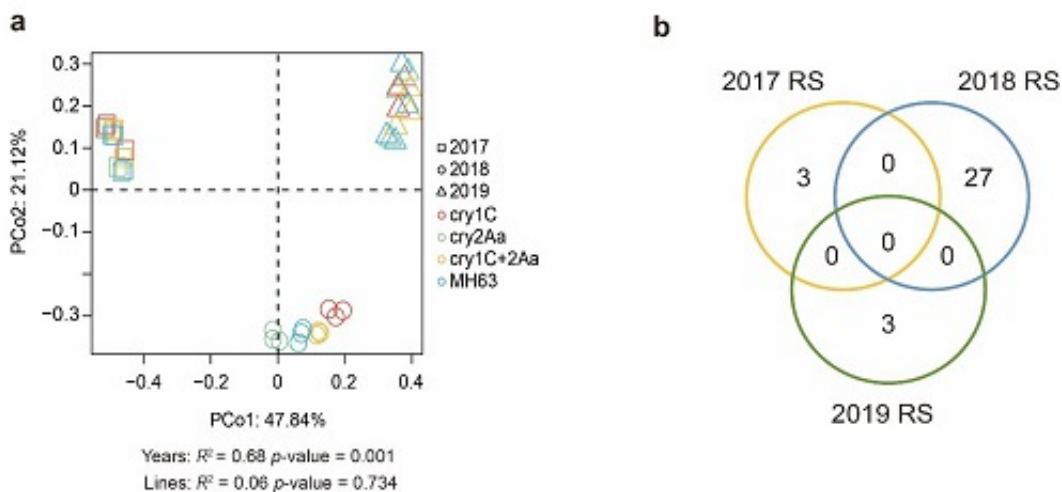 a
0.3
0.2
0.1
0
−0.1
−0.3
PCo2: 21.12%
−0.4
−0.2
0
0.2
0.4
PCo1: 47.84%
2017
2018
2019
cry1C
cry2Aa
cry1C+2Aa
MH63
Years: R² = 0.68 p-value = 0.001
Lines: R² = 0.06 p-value = 0.734
b
2017 RS
2018 RS
3
0
27
0
0
0
3
2019 RS